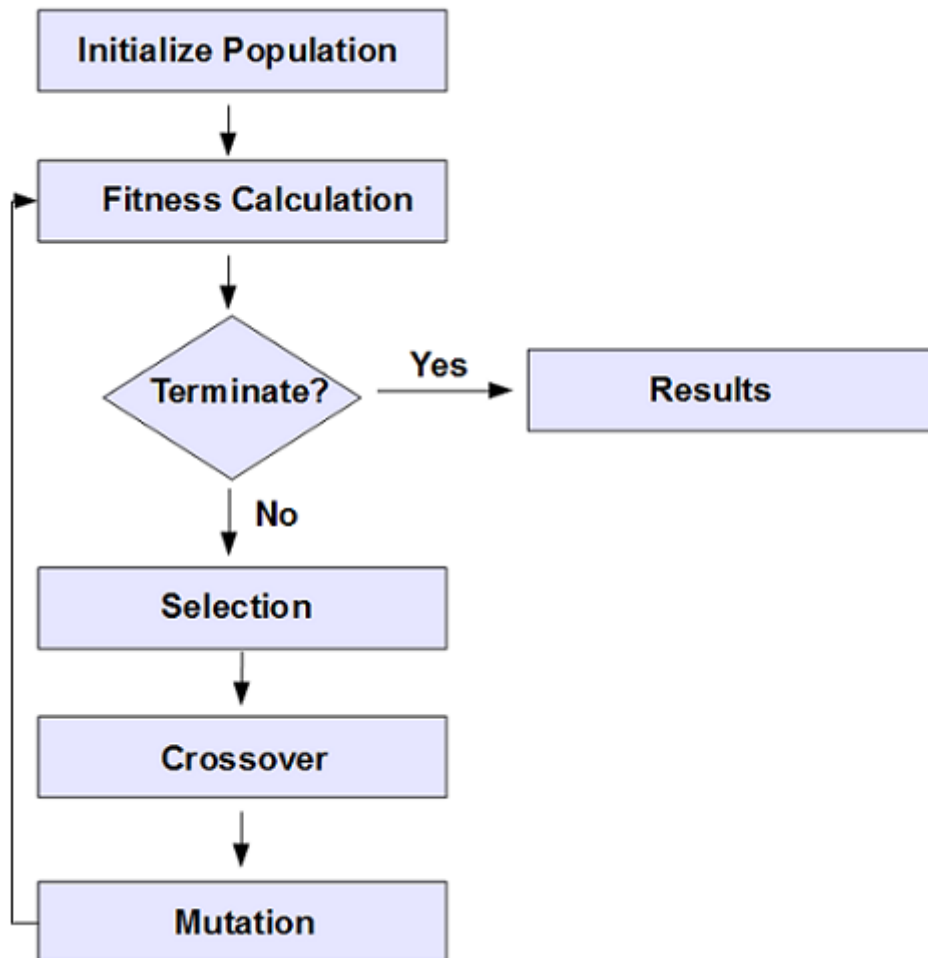 Initialize Population
Fitness Calculation
Terminate?
Yes
Results
No
Selection
Crossover
Mutation